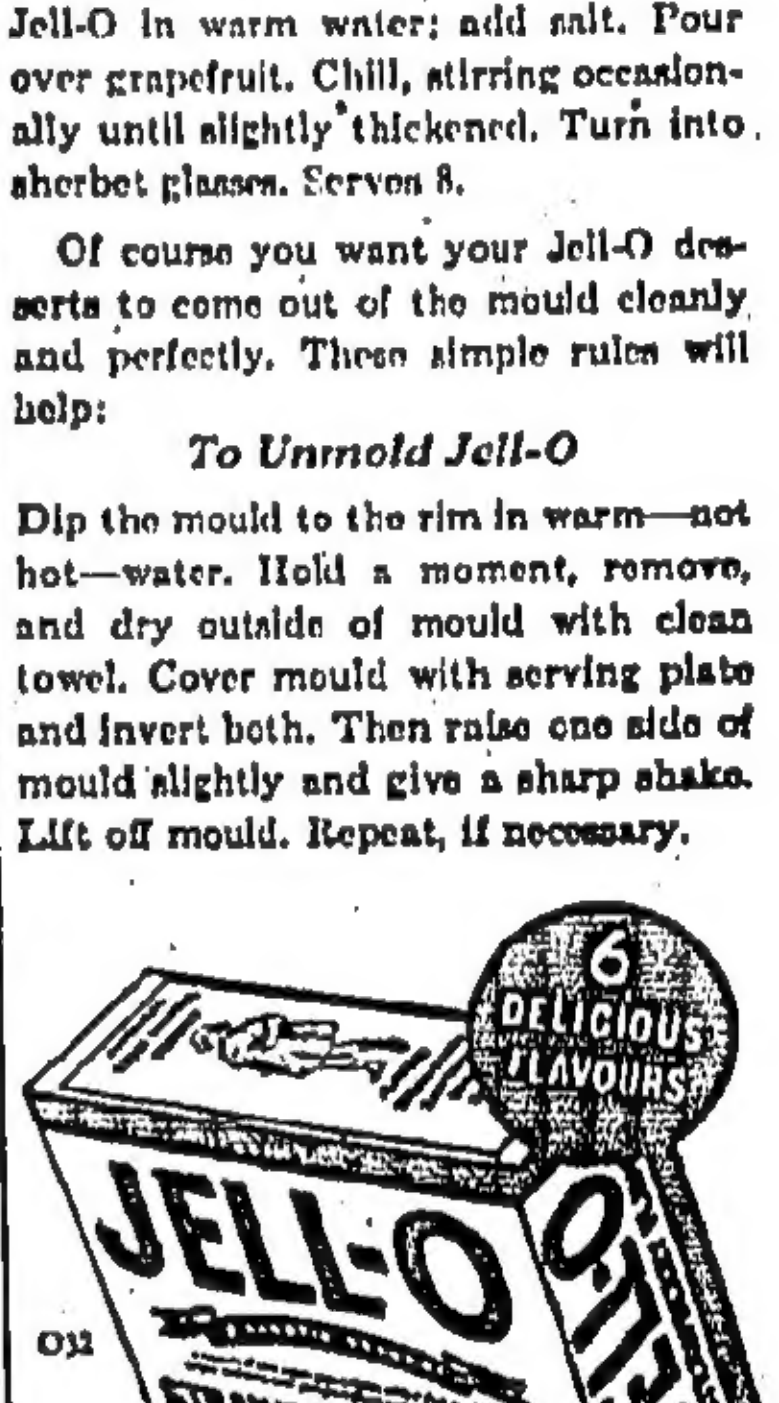 Jell-O in warm water; add salt. Pour
over grapefruit. Chill, stirring occasion-
ally until slightly thickened. Turn into
sherbet glasses. Serves 8.
Of course you want your Jell-O des-
serts to come out of the mould cleanly
and perfectly. These simple rules will
help:
To Unmold Jell-O
Dip the mould to the rim in warm—not
hot—water. Hold a moment, remove,
and dry outside of mould with clean
towel. Cover mould with serving plate
and invert both. Then raise one side of
mould slightly and give a sharp shake.
Lift off mould. Repeat, if necessary.
6
DELICIOUS
FLAVOURS
JELL-O
JELL-O
O32